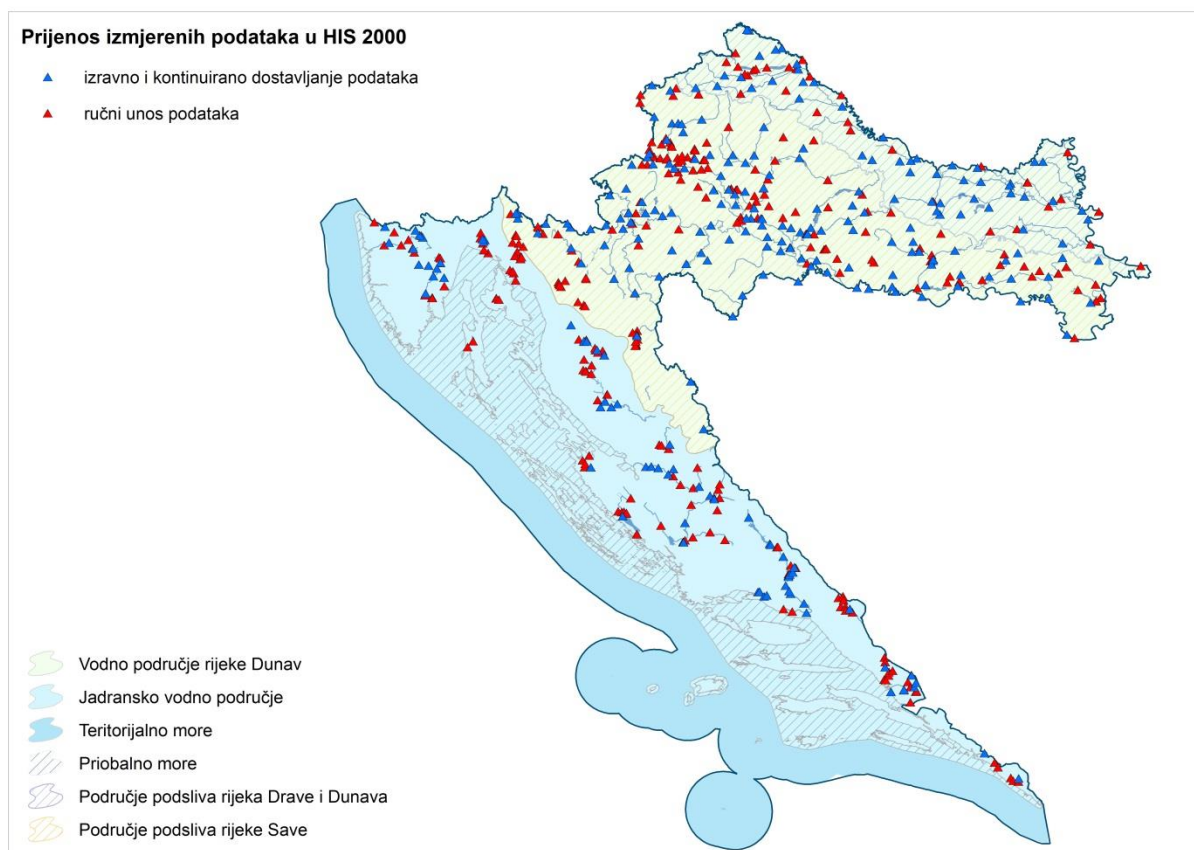 Prijenos izmjerenih podataka u HIS 2000
izravno i kontinuirano dostavljanje podataka
ručni unos podataka
Vodno područje rijeke Dunav
Jadransko vodno područje
Teritorijalno more
Priobalno more
Područje podsliva rijeka Drave i Dunava
Područje podsliva rijeke Save